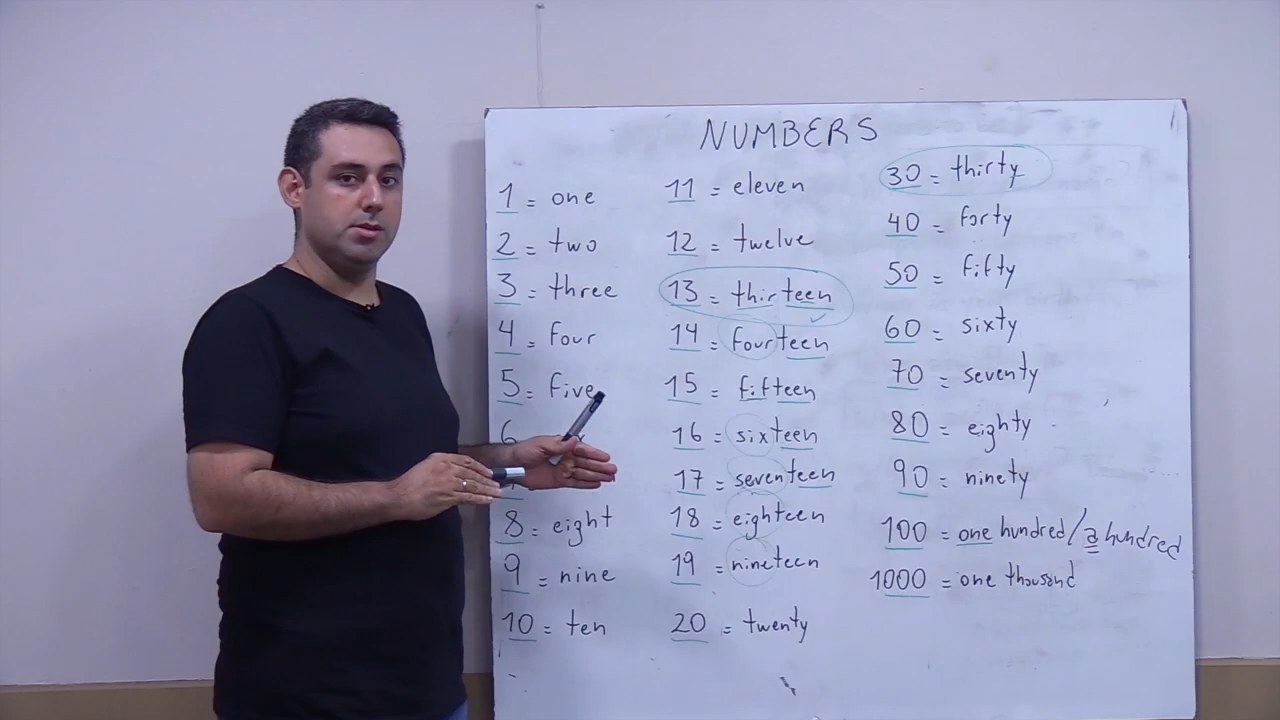 NUMBERS
1 = one
2 = two
3 = three
4 = four
5 = five
6
8 = eight
9 = nine
10 = ten
11 = eleven
12 = twelve
13 = thirteen
14 = fourteen
15 = fifteen
16 = sixteen
17 = seventeen
18 = eighteen
19 = nineteen
20 = twenty
30 = thirty
40 = forty
50 = fifty
60 = sixty
70 = seventy
80 = eighty
90 = ninety
100 = one hundred/a hundred
1000 = one thousand